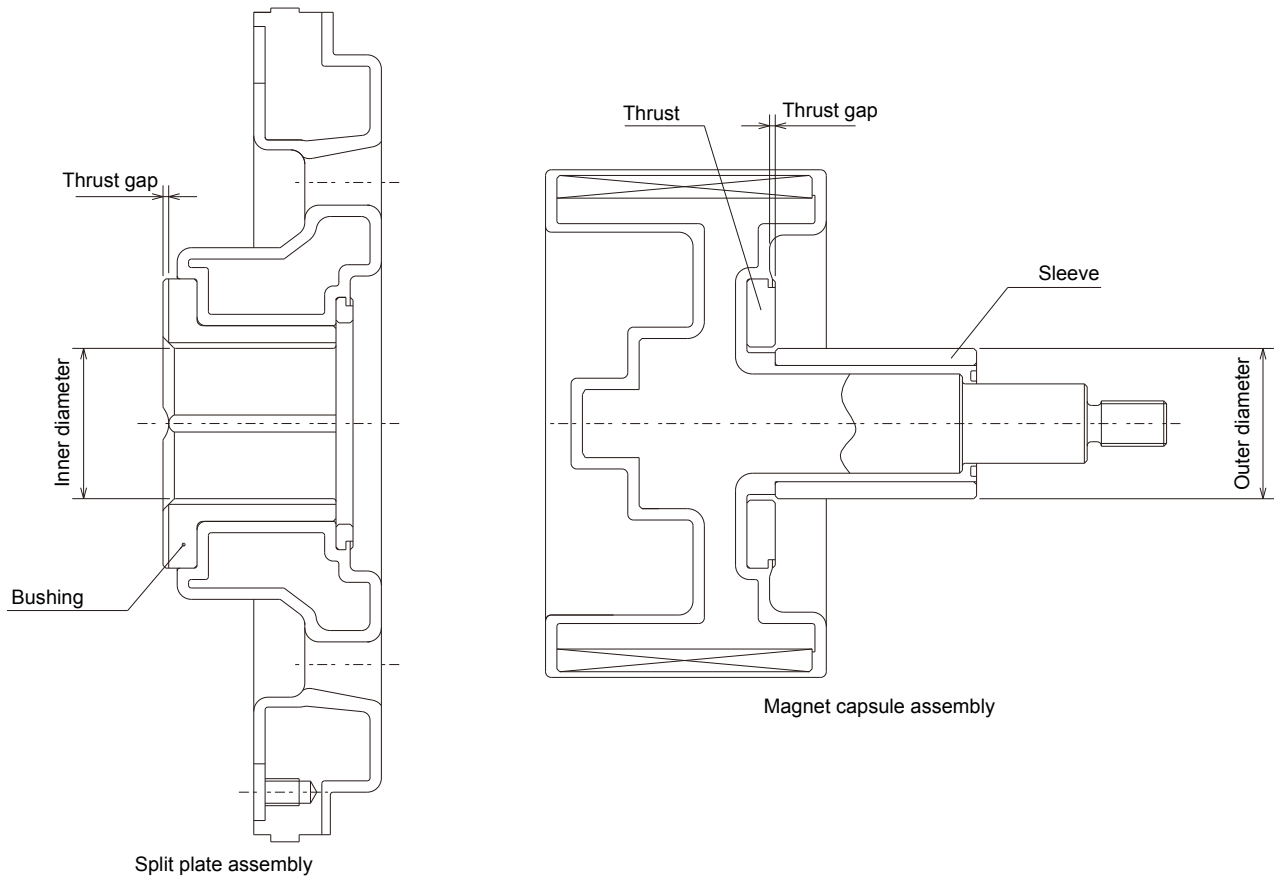 Thrust gap
Inner diameter
Bushing
Split plate assembly
Thrust
Thrust gap
Sleeve
Outer diameter
Magnet capsule assembly